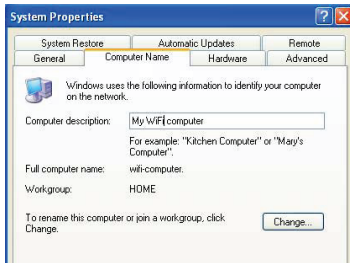 System Properties
System Restore Automatic Updates Remote
General Computer Name Hardware Advanced
Windows uses the following information to identify your computer
on the network.
Computer description: My WiFi computer
For example: "Kitchen Computer" or "Mary's
Computer".
Full computer name: wifi-computer.
Workgroup: HOME
To rename this computer or join a workgroup, click
Change.
Change...